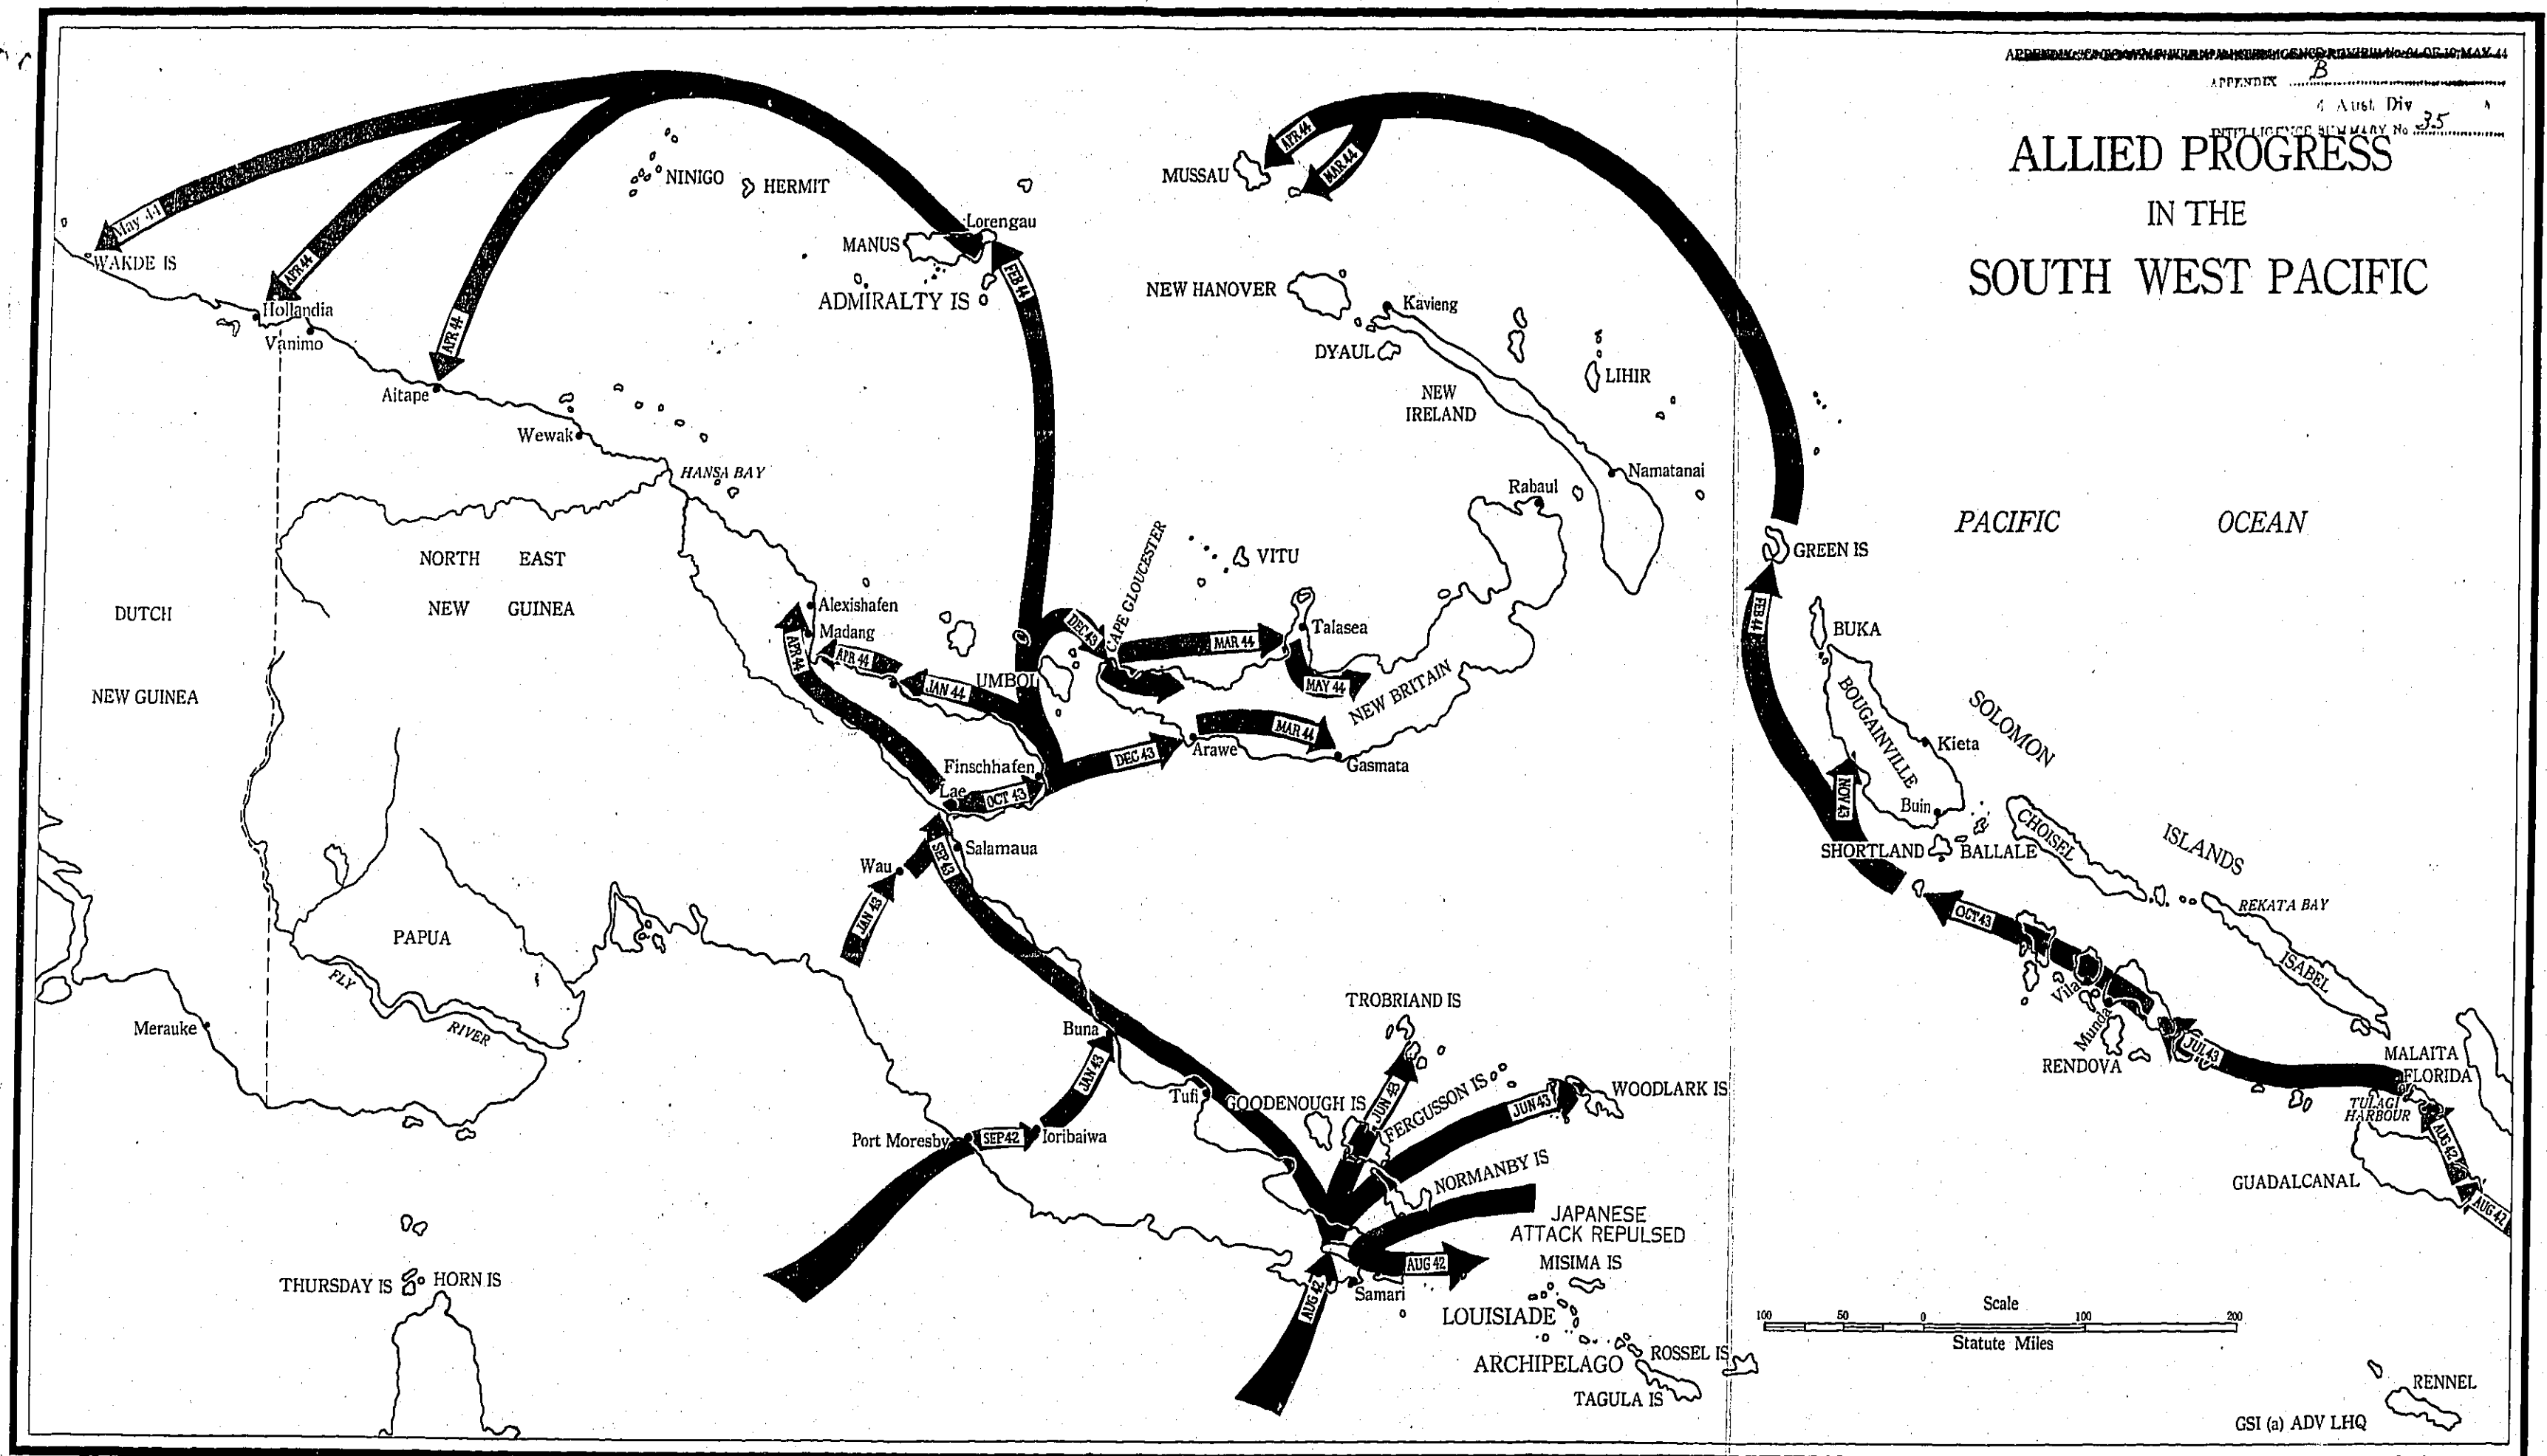 APPENDIX B
4 Aust. Div
INTELLIGENCE SUMMARY No 35
ALLIED PROGRESS
IN THE
SOUTH WEST PACIFIC
APR 44
MAR 44
MUSSAU
NINIGO
HERMIT
May 44
WAKDE IS
APR 44
Hollandia
Vanimo
APR 44
Aitape
Wewak
HANSA BAY
Lorengau
MANUS
ADMIRALTY IS
FEB 44
NEW HANOVER
Kavieng
DYAUL
LIHIR
NEW
IRELAND
Namatanai
Rabaul
PACIFIC OCEAN
GREEN IS
NORTH EAST
NEW GUINEA
DUTCH
NEW GUINEA
Alexishafen
Madang
APR 44
APR 44
JAN 44
UMBOI
DEC 43
CAPE GLOUCESTER
VITU
MAR 44
Talasea
MAY 44
NEW BRITAIN
MAR 44
Arawe
Gasmata
DEC 43
Finschhafen
Lae
OCT 43
Salamaua
SEP 43
Wau
JAN 43
FEB 44
BUKA
BOUGAINVILLE
Kieta
Buin
NOV 43
SOLOMON
ISLANDS
SHORTLAND
BALLALE
CHOISEL
REKATA BAY
ISABEL
OCT 43
Vila
Munda
RENDOVA
JUL 43
MALAITA
FLORIDA
TULAGI
HARBOUR
AUG 42
GUADALCANAL
AUG 42
PAPUA
FLY
RIVER
Merauke
Buna
JAN 43
Tufi
Port Moresby
SEP 42
Ioribaiwa
TROBRIAND IS
GOODENOUGH IS
JUN 43
FERGUSSON IS
JUN 43
WOODLARK IS
NORMANBY IS
JAPANESE
ATTACK REPULSED
AUG 42
MISIMA IS
AUG 42
Samari
LOUISIADE
ARCHIPELAGO
ROSSEL IS
TAGULA IS
THURSDAY IS
HORN IS
Scale
100 50 0 100 200
Statute Miles
RENNEL
GSI (a) ADV LHQ